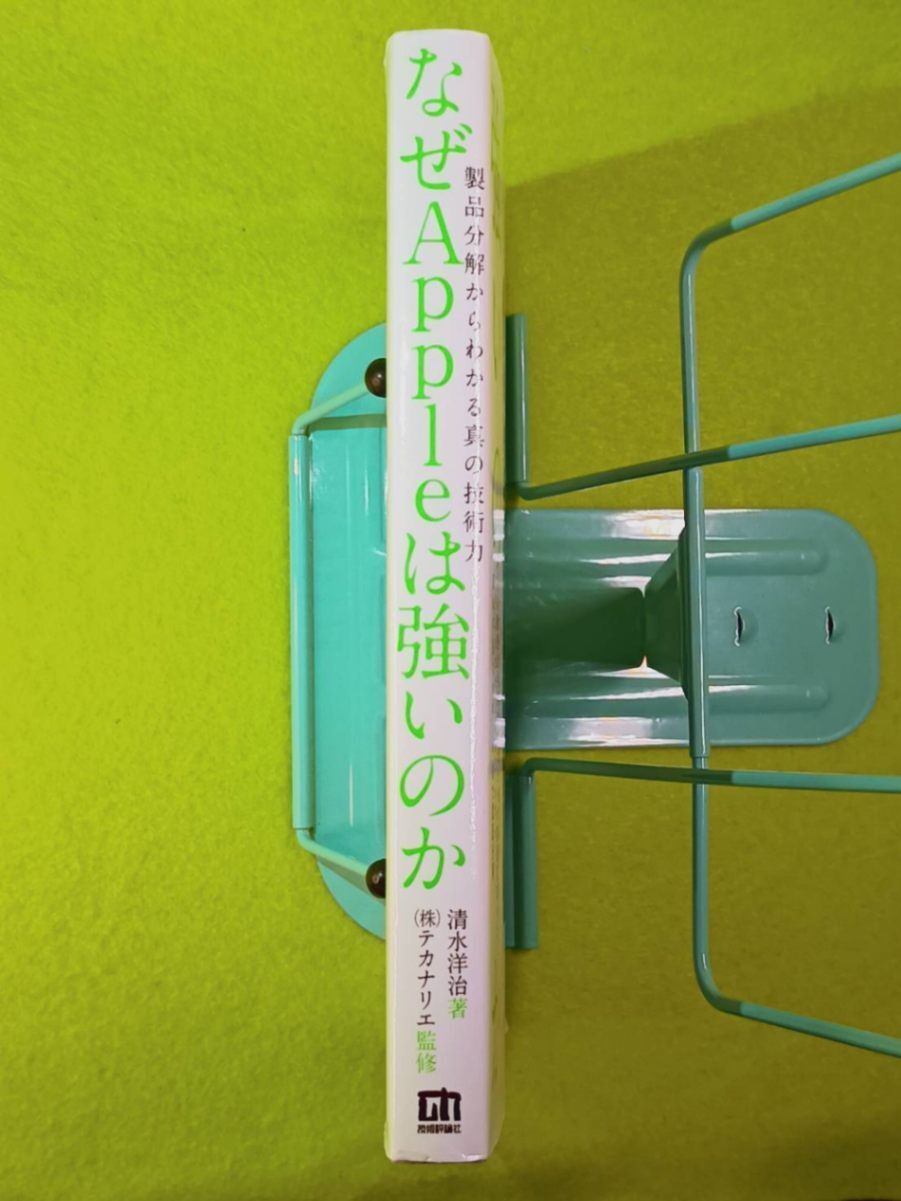 なぜAppleは強いのか
製品分解からわかる真の技術力
清水洋治著
(株)テカナリエ監修
技術評論社